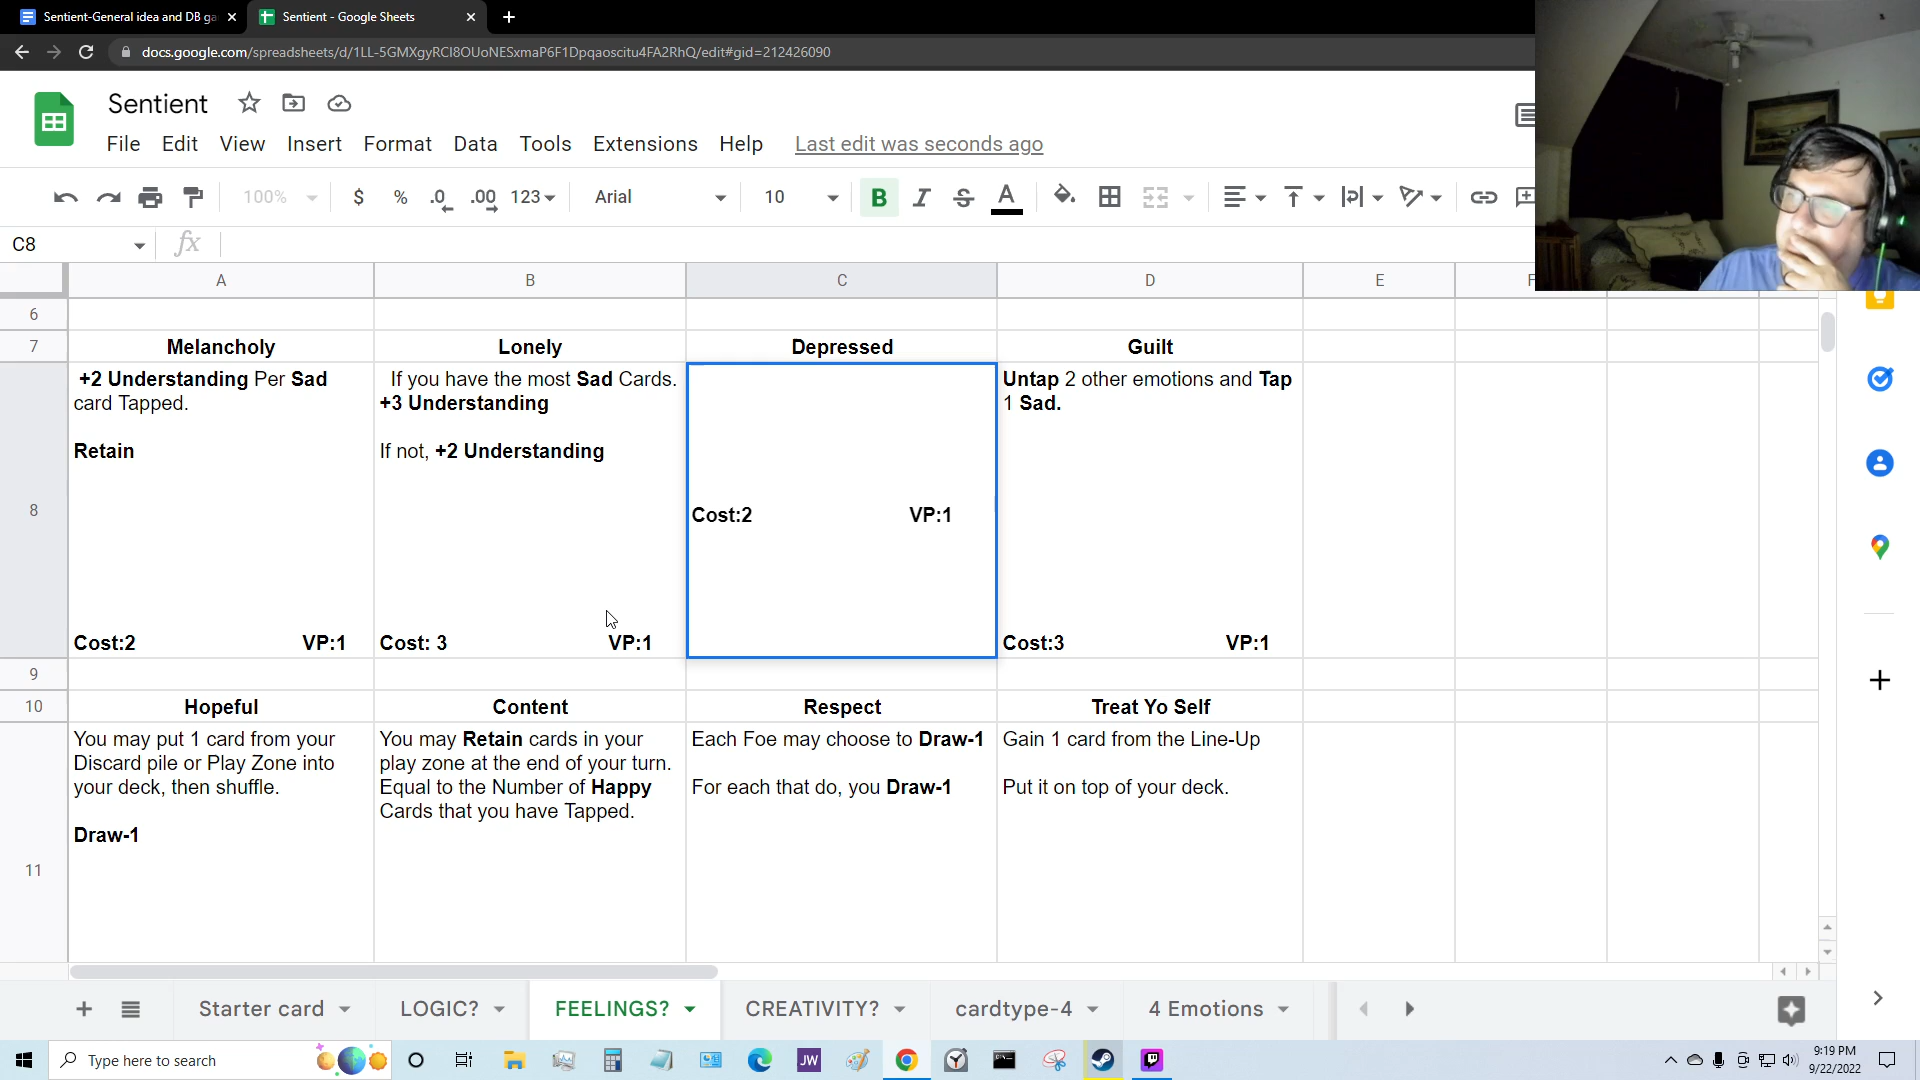 Sentient-General idea and DB ga
Sentient - Google Sheets
docs.google.com/spreadsheets/d/1LL-5GMXgyRCI8OUoNESxmaP6F1Dpqaoscitu4FA2RhQ/edit#gid=212426090
Sentient
File Edit View Insert Format Data Tools Extensions Help Last edit was seconds ago
100% $ % .0 .00 123 Arial 10 B I S A
C8 fx
A B C D E F
6
7 Melancholy Lonely Depressed Guilt
8
+2 Understanding Per Sad
card Tapped.
Retain
Cost:2 VP:1
If you have the most Sad Cards.
+3 Understanding
If not, +2 Understanding
Cost: 3 VP:1
Cost:2 VP:1
Untap 2 other emotions and Tap
1 Sad.
Cost:3 VP:1
9
10 Hopeful Content Respect Treat Yo Self
11
You may put 1 card from your
Discard pile or Play Zone into
your deck, then shuffle.
Draw-1
You may Retain cards in your
play zone at the end of your turn.
Equal to the Number of Happy
Cards that you have Tapped.
Each Foe may choose to Draw-1
For each that do, you Draw-1
Gain 1 card from the Line-Up
Put it on top of your deck.
Starter card LOGIC? FEELINGS? CREATIVITY? cardtype-4 4 Emotions
Type here to search
JW
9:19 PM
9/22/2022